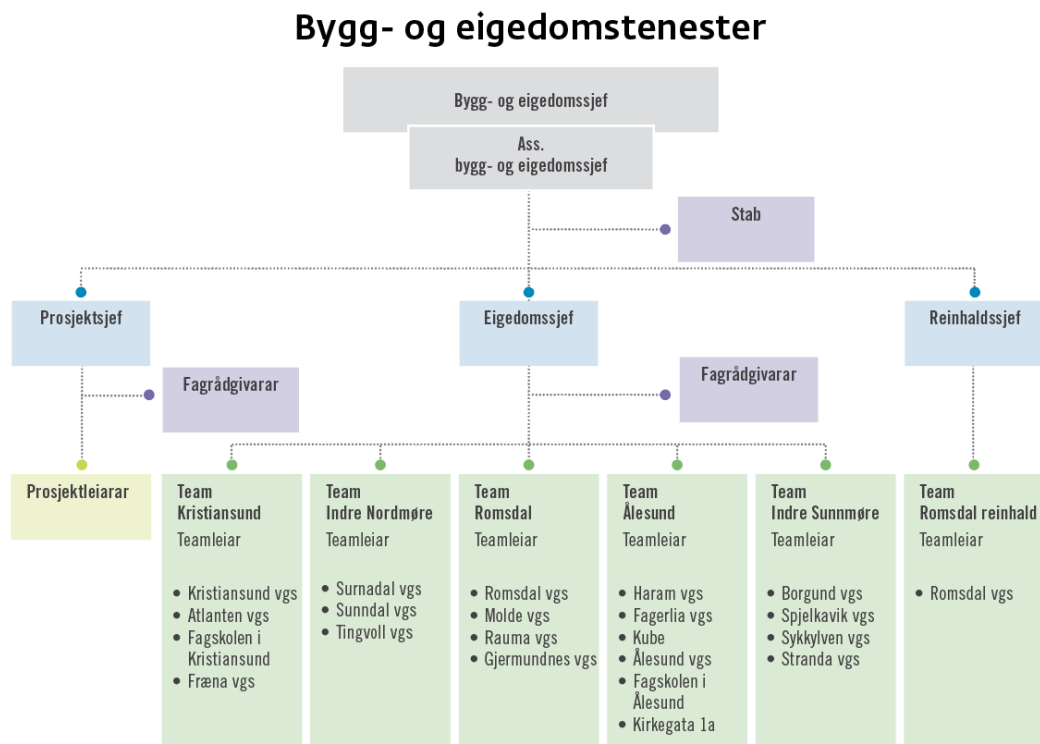 Bygg- og eigedomstenester
Bygg- og eigedomssjef
Ass.
bygg- og eigedomssjef
Stab
Prosjektsjef
Eigedomssjef
Reinhaldssjef
Fagrådgivarar
Fagrådgivarar
Prosjektleiarar
Team
Kristiansund
Teamleiar
• Kristiansund vgs
• Atlanten vgs
• Fagskolen i
Kristiansund
• Fræna vgs
Team
Indre Nordmøre
Teamleiar
• Surnadal vgs
• Sunndal vgs
• Tingvoll vgs
Team
Romsdal
Teamleiar
• Romsdal vgs
• Molde vgs
• Rauma vgs
• Gjermundnes vgs
Team
Ålesund
Teamleiar
• Haram vgs
• Fagerlia vgs
• Kube
• Ålesund vgs
• Fagskolen i
Ålesund
• Kirkegata 1a
Team
Indre Sunnmøre
Teamleiar
• Borgund vgs
• Spjelkavik vgs
• Sykkylven vgs
• Stranda vgs
Team
Romsdal reinhald
Teamleiar
• Romsdal vgs